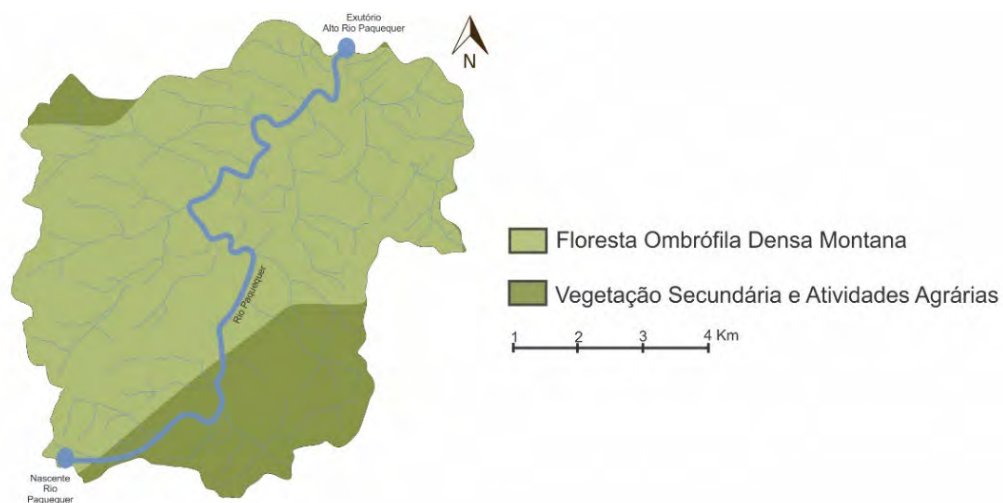 Exutório
Alto Rio Paquequer
N
Rio Paquequer
Floresta Ombrófila Densa Montana
Vegetação Secundária e Atividades Agrárias
1 2 3 4 Km
Nascente
Rio
Paquequer